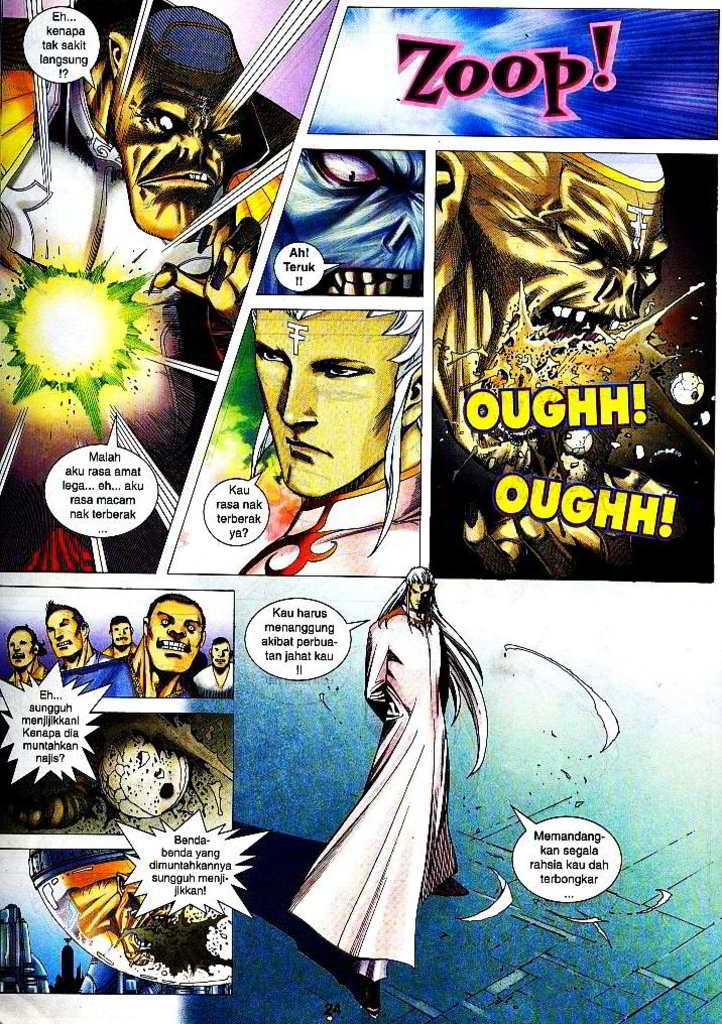 Eh...
kenapa
tak sakit
langsung
!?
Zoop!
Malah
aku rasa amat
lega... eh... aku
rasa macam
nak terberak
...
Ah!
Teruk
!!
Kau
rasa nak
terberak
ya?
OUGHH!
OUGHH!
Eh...
sungguh
menjijikkan!
Kenapa dia
muntahkan
najis?
Benda-
benda yang
dimuntahkannya
sungguh menji-
jikkan!
Kau harus
menanggung
akibat perbua-
tan jahat kau
!!
Memandang-
kan segala
rahsia kau dah
terbongkar
...
24